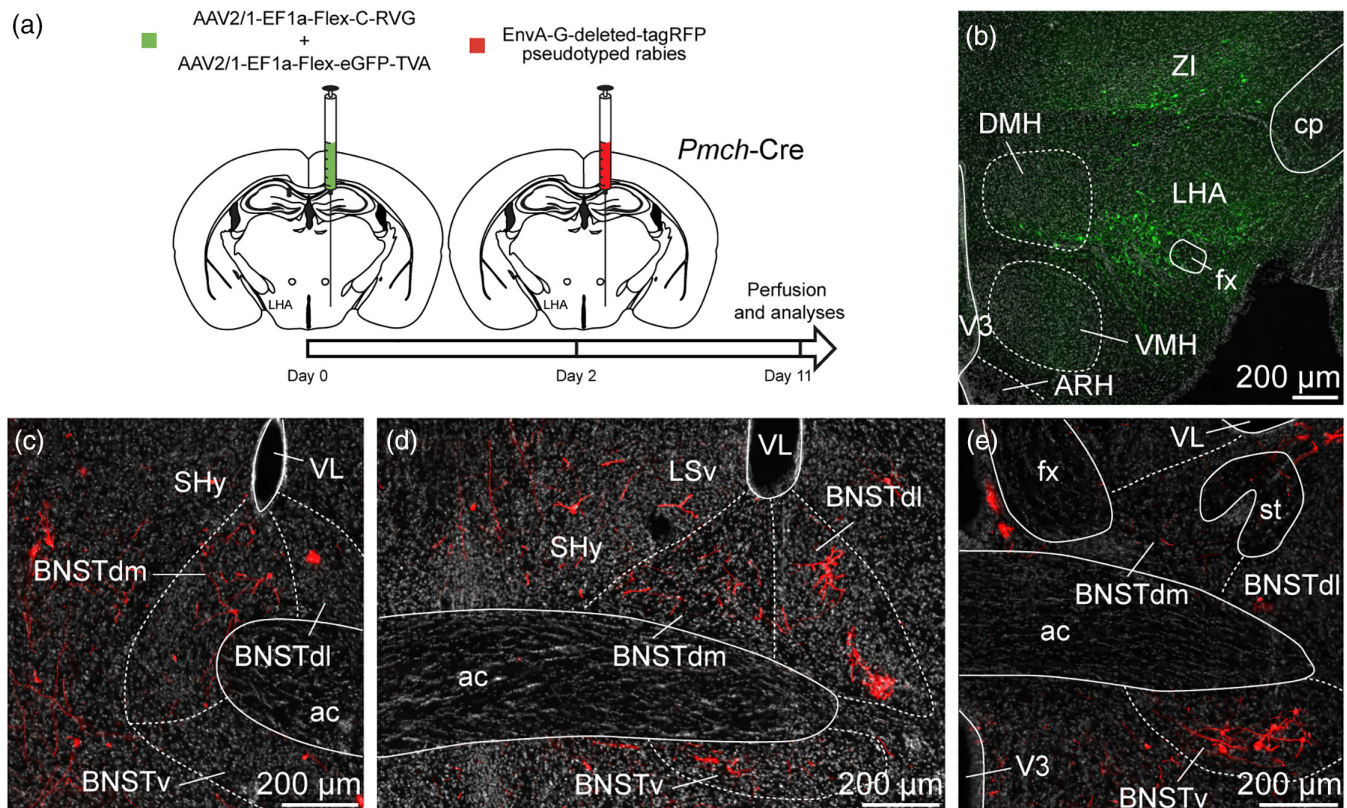 (a)
AAV2/1-EF1a-Flex-C-RVG
+
AAV2/1-EF1a-Flex-eGFP-TVA
EnvA-G-deleted-tagRFP
pseudotyped rabies
Pmch-Cre
LHA
LHA
Perfusion
and analyses
Day 0
Day 2
Day 11
(b)
ZI
DMH
cp
LHA
fx
V3
VMH
ARH
200 µm
(c)
VL
SHy
BNSTdm
BNSTdl
ac
BNSTv
200 µm
(d)
VL
LSv
BNSTdl
SHy
BNSTdm
ac
BNSTv
200 µm
(e)
VL
fx
st
BNSTdm
BNSTdl
ac
V3
BNSTv
200 µm